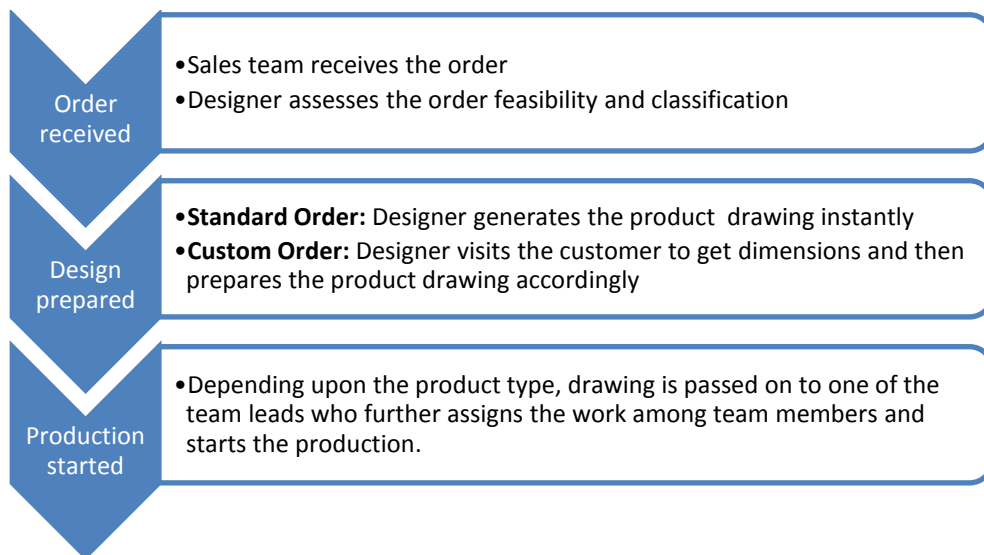 Order
received
•Sales team receives the order
•Designer assesses the order feasibility and classification
Design
prepared
•Standard Order: Designer generates the product drawing instantly
•Custom Order: Designer visits the customer to get dimensions and then
prepares the product drawing accordingly
Production
started
•Depending upon the product type, drawing is passed on to one of the
team leads who further assigns the work among team members and
starts the production.